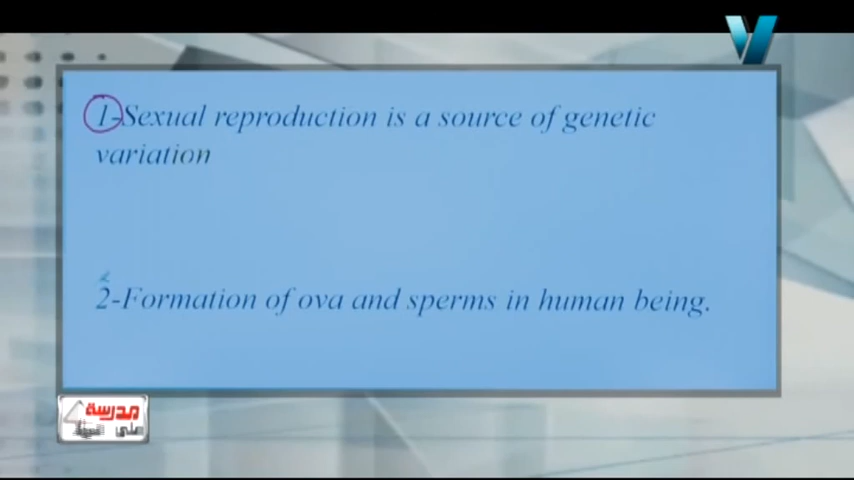 1-Sexual reproduction is a source of genetic
variation
2-Formation of ova and sperms in human being.
مدرسة
على